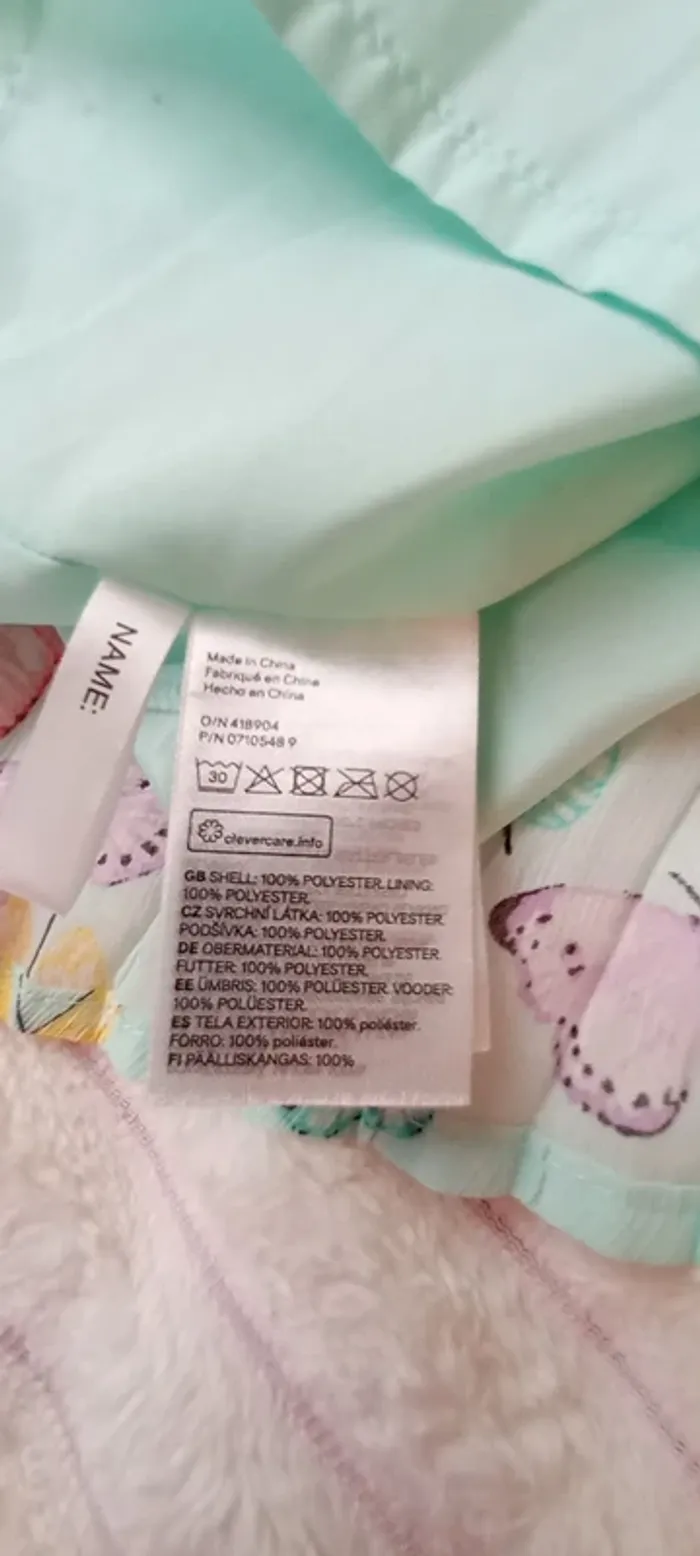 NAME:
Made in China
Fabriqué en Chine
Hecho en China
O/N 418904
P/N 0710548 9
30
clevercare.info
GB SHELL: 100% POLYESTER. LINING:
100% POLYESTER.
CZ SVRCHNÍ LÁTKA: 100% POLYESTER.
PODŠÍVKA: 100% POLYESTER.
DE OBERMATERIAL: 100% POLYESTER.
FUTTER: 100% POLYESTER.
EE ÜMBRIS: 100% POLÜESTER. VOODER:
100% POLÜESTER.
ES TELA EXTERIOR: 100% poliéster.
FORRO: 100% poliéster.
FI PÄÄLLISKANGAS: 100%